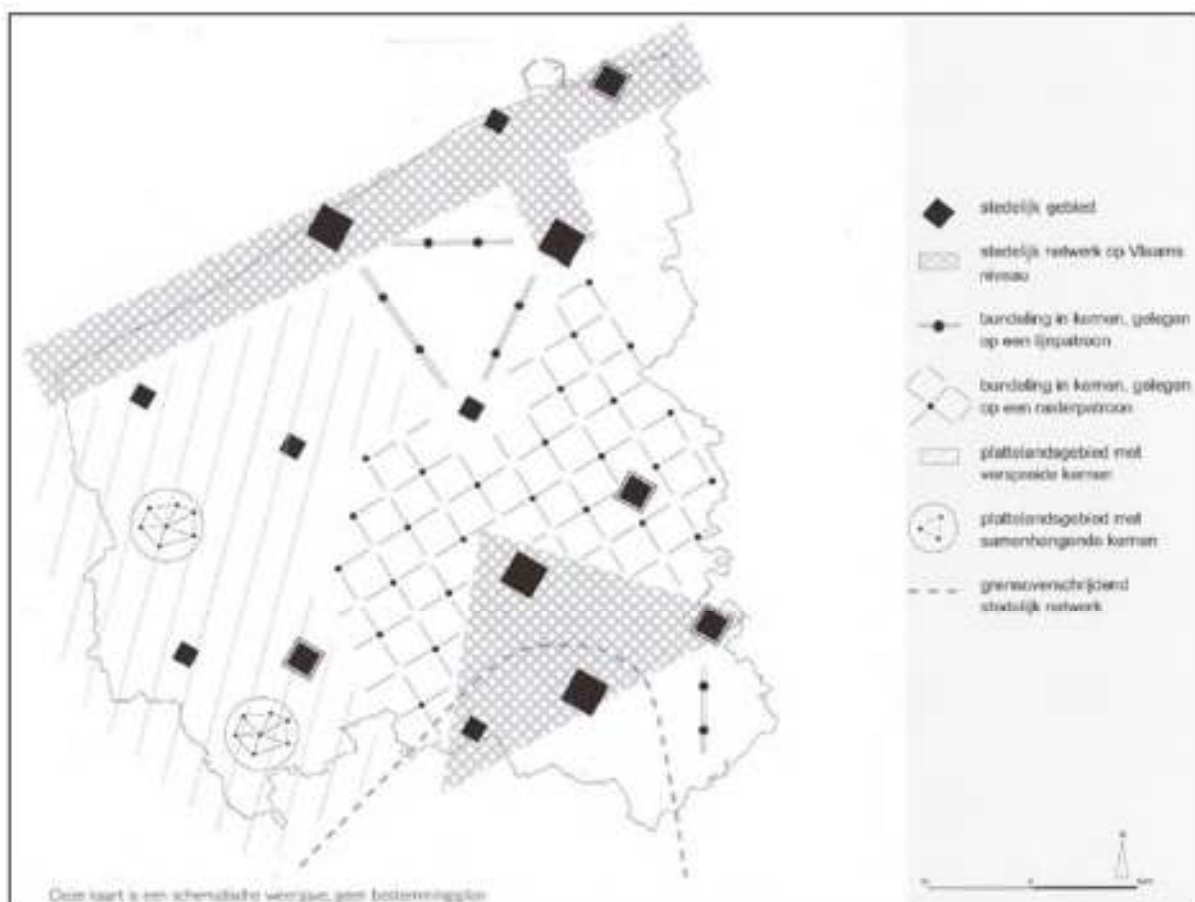 stedelijk gebied
stedelijk netwerk op Vlaams
niveau
bundeling in kernen, gelegen
op een lijnpatroon
bundeling in kernen, gelegen
op een rasterpatroon
plattelandsgebied met
verspreide kernen
plattelandsgebied met
samenhangende kernen
grensoverschrijdend
stedelijk netwerk
Deze kaart is een schematische weergave, geen bestemmingsplan